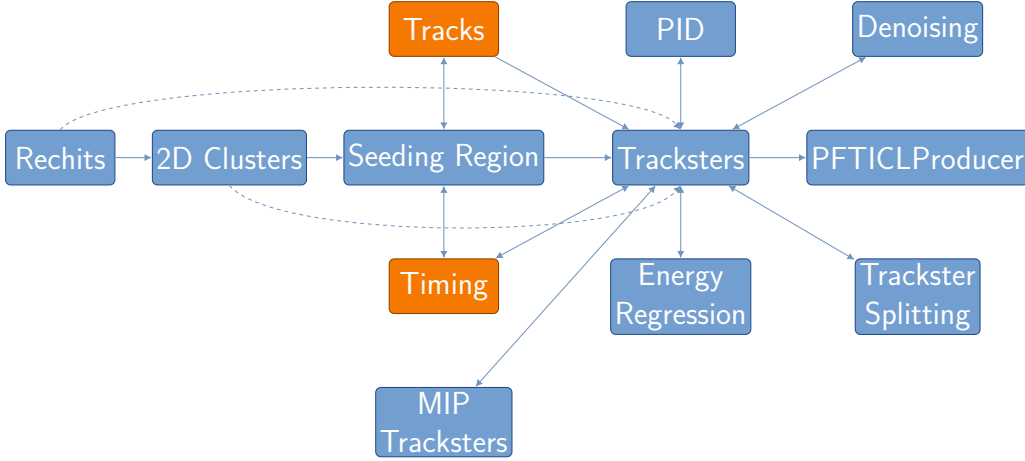 Tracks
PID
Denoising
Rechits
2D Clusters
Seeding Region
Tracksters
PFTICLProducer
Timing
Energy
Regression
Trackster
Splitting
MIP
Tracksters